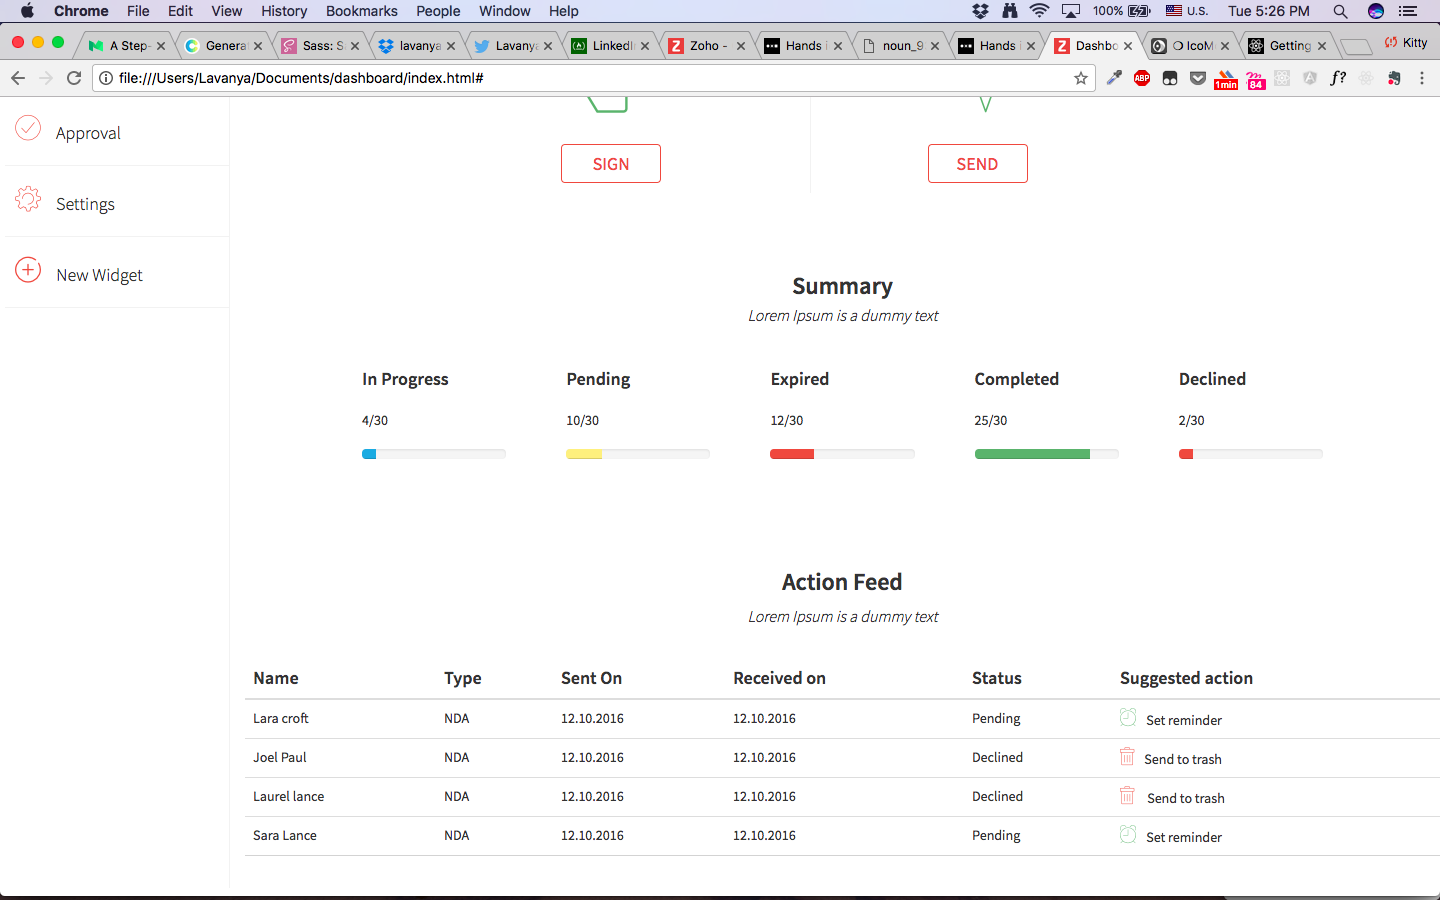 Chrome File Edit View History Bookmarks People Window Help 100% U.S. Tue 5:26 PM
A Step- Generat Sass: S lavanya Lavanya LinkedI Zoho - Hands i noun_9 Hands i Dashbo IcoM Getting Kitty
file:///Users/Lavanya/Documents/dashboard/index.html# ABP 1min 84 f?
Approval
Settings
New Widget
SIGN SEND
Summary
Lorem Ipsum is a dummy text
In Progress Pending Expired Completed Declined
4/30 10/30 12/30 25/30 2/30
Action Feed
Lorem Ipsum is a dummy text
Name Type Sent On Received on Status Suggested action
Lara croft NDA 12.10.2016 12.10.2016 Pending Set reminder
Joel Paul NDA 12.10.2016 12.10.2016 Declined Send to trash
Laurel lance NDA 12.10.2016 12.10.2016 Declined Send to trash
Sara Lance NDA 12.10.2016 12.10.2016 Pending Set reminder